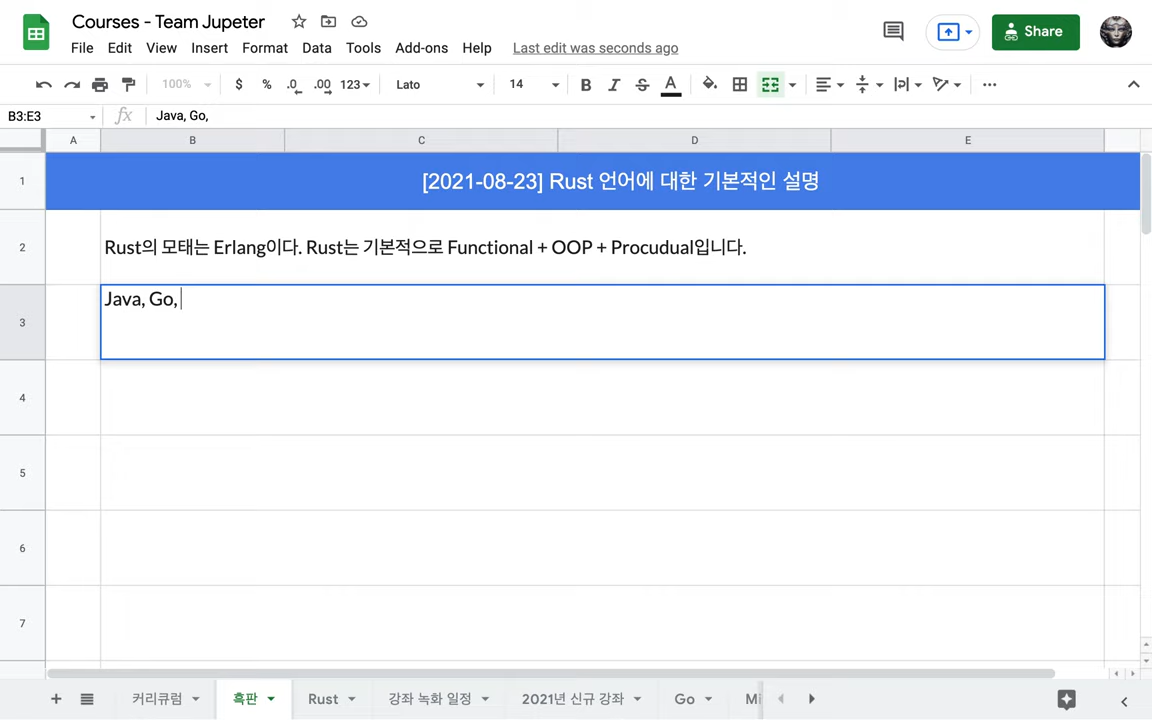 Courses - Team Jupeter
File Edit View Insert Format Data Tools Add-ons Help Last edit was seconds ago
Share
100% $ % .0 .00 123 Lato 14 B I S A
B3:E3 fx Java, Go,
A B C D E
1 [2021-08-23] Rust 언어에 대한 기본적인 설명
2 Rust의 모태는 Erlang이다. Rust는 기본적으로 Functional + OOP + Procudual입니다.
3 Java, Go,
4
5
6
7
커리큐럼 흑판 Rust 강좌 녹화 일정 2021년 신규 강좌 Go